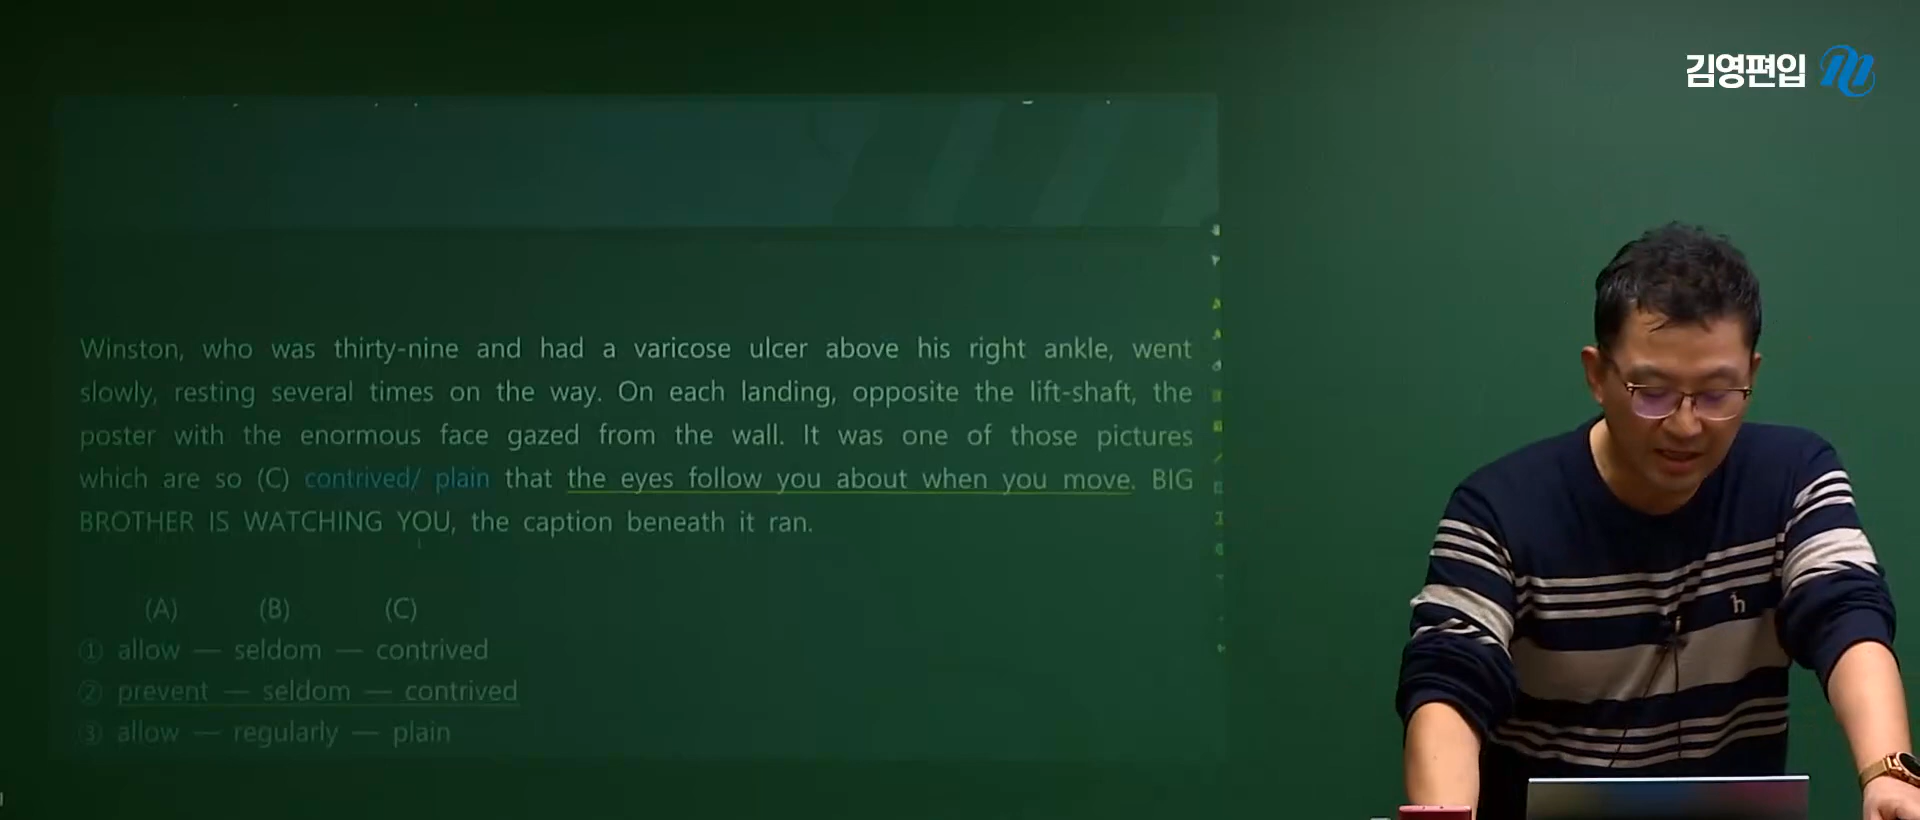 김영편입
Winston, who was thirty-nine and had a varicose ulcer above his right ankle, went
slowly, resting several times on the way. On each landing, opposite the lift-shaft, the
poster with the enormous face gazed from the wall. It was one of those pictures
which are so (C) contrived/ plain that the eyes follow you about when you move. BIG
BROTHER IS WATCHING YOU, the caption beneath it ran.
(A) (B) (C)
① allow — seldom — contrived
② prevent — seldom — contrived
③ allow — regularly — plain